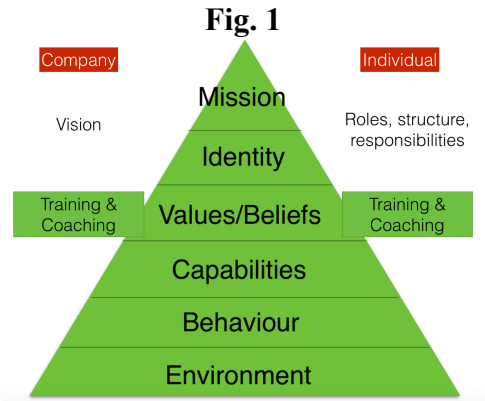 Fig. 1
Company
Individual
Mission
Vision
Roles, structure,
responsibilities
Identity
Training &
Coaching
Values/Beliefs
Training &
Coaching
Capabilities
Behaviour
Environment